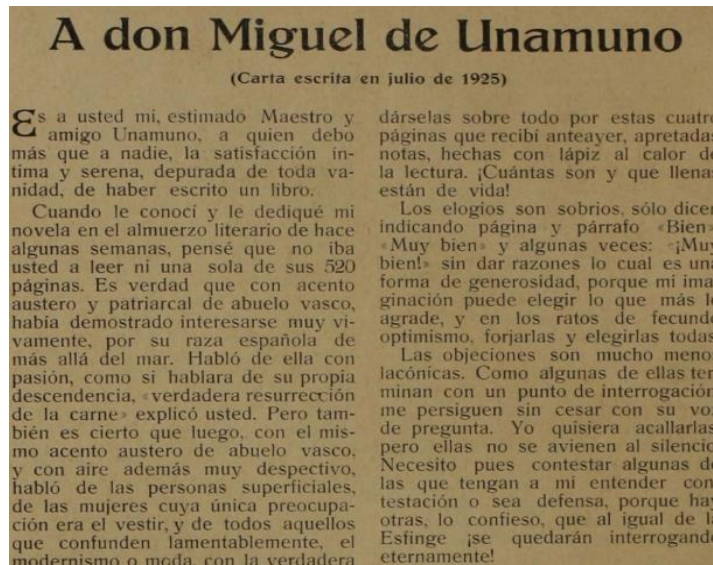 A don Miguel de Unamuno
(Carta escrita en julio de 1925)
Es a usted mi, estimado Maestro y
amigo Unamuno, a quien debo
más que a nadie, la satisfacción ín-
tima y serena, depurada de toda va-
nidad, de haber escrito un libro.
Cuando le conocí y le dediqué mi
novela en el almuerzo literario de hace
algunas semanas, pensé que no iba
usted a leer ni una sola de sus 520
páginas. Es verdad que con acento
austero y patriarcal de abuelo vasco,
había demostrado interesarse muy vi-
vamente, por su raza española de
más allá del mar. Habló de ella con
pasión, como si hablara de su propia
descendencia, «verdadera resurrección
de la carne» explicó usted. Pero tam-
bién es cierto que luego, con el mis-
mo acento austero de abuelo vasco,
y con aire además muy despectivo,
habló de las personas superficiales,
de las mujeres cuya única preocupa-
ción era el vestir, y de todos aquellos
que confunden lamentablemente, el
modernismo o moda, con la verdadera
dárselas sobre todo por estas cuatro
páginas que recibí anteayer, apretadas
notas, hechas con lápiz al calor de
la lectura. ¡Cuántas son y que llenas
están de vida!
Los elogios son sobrios, sólo dicen
indicando página y párrafo «Bien»
«Muy bien» y algunas veces: «¡Muy
bien!» sin dar razones lo cual es una
forma de generosidad, porque mi ima-
ginación puede elegir lo que más le
agrade, y en los ratos de fecundo
optimismo, forjarlas y elegirlas todas.
Las objeciones son mucho menos
lacónicas. Como algunas de ellas ter-
minan con un punto de interrogación
me persiguen sin cesar con su voz
de pregunta. Yo quisiera acallarlas
pero ellas no se avienen al silencio.
Necesito pues contestar algunas de
las que tengan a mi entender con-
testación o sea defensa, porque hay
otras, lo confieso, que al igual de la
Esfinge ¡se quedarán interrogando
eternamente!